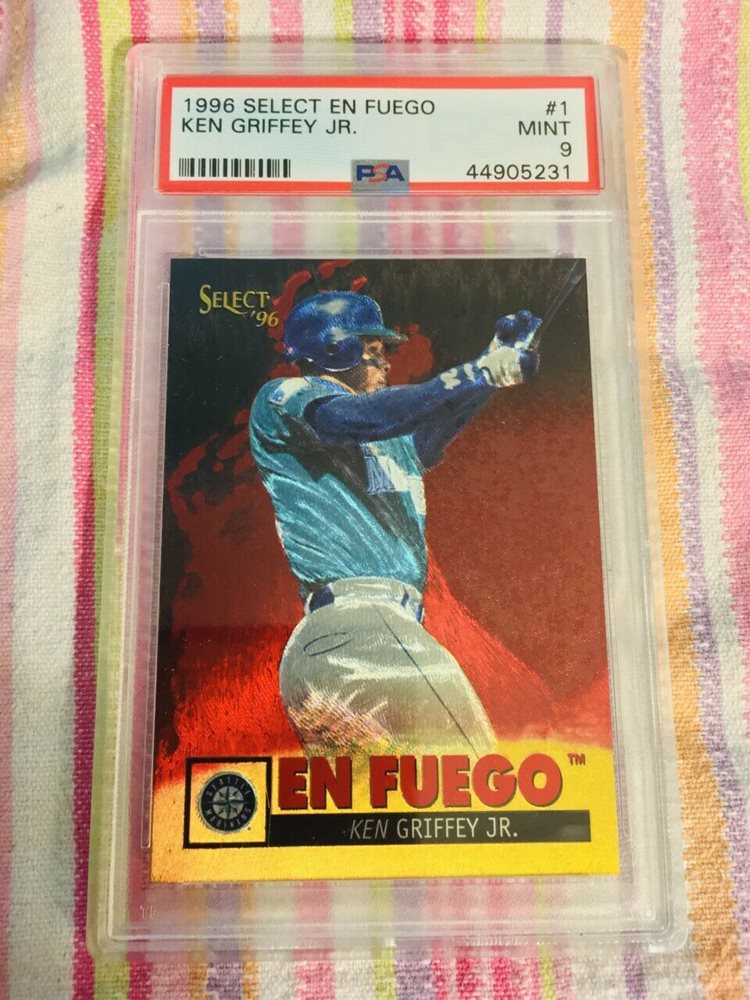 1996 SELECT EN FUEGO #1
KEN GRIFFEY JR. MINT
9
PSA 44905231
SELECT
'96
EN FUEGO™
KEN GRIFFEY JR.